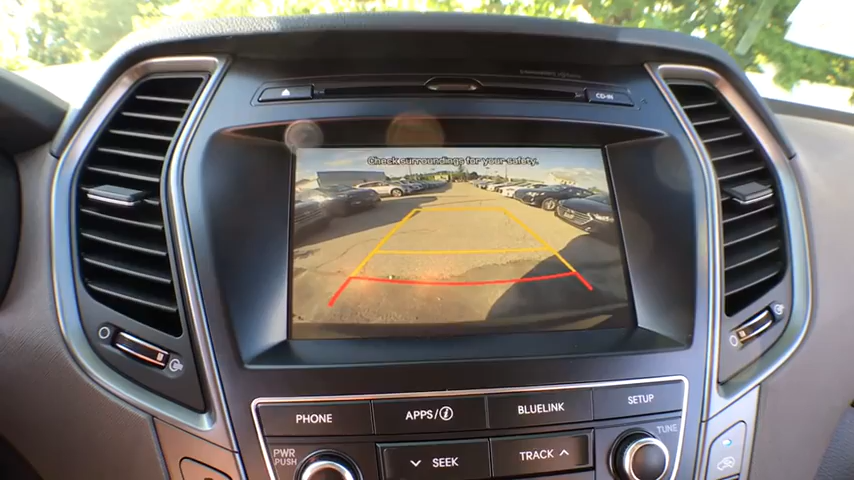 CD-IN
Check surroundings for your safety.
PHONE
APPS/i
BLUELINK
SETUP
PWR
PUSH
SEEK
TRACK
TUNE